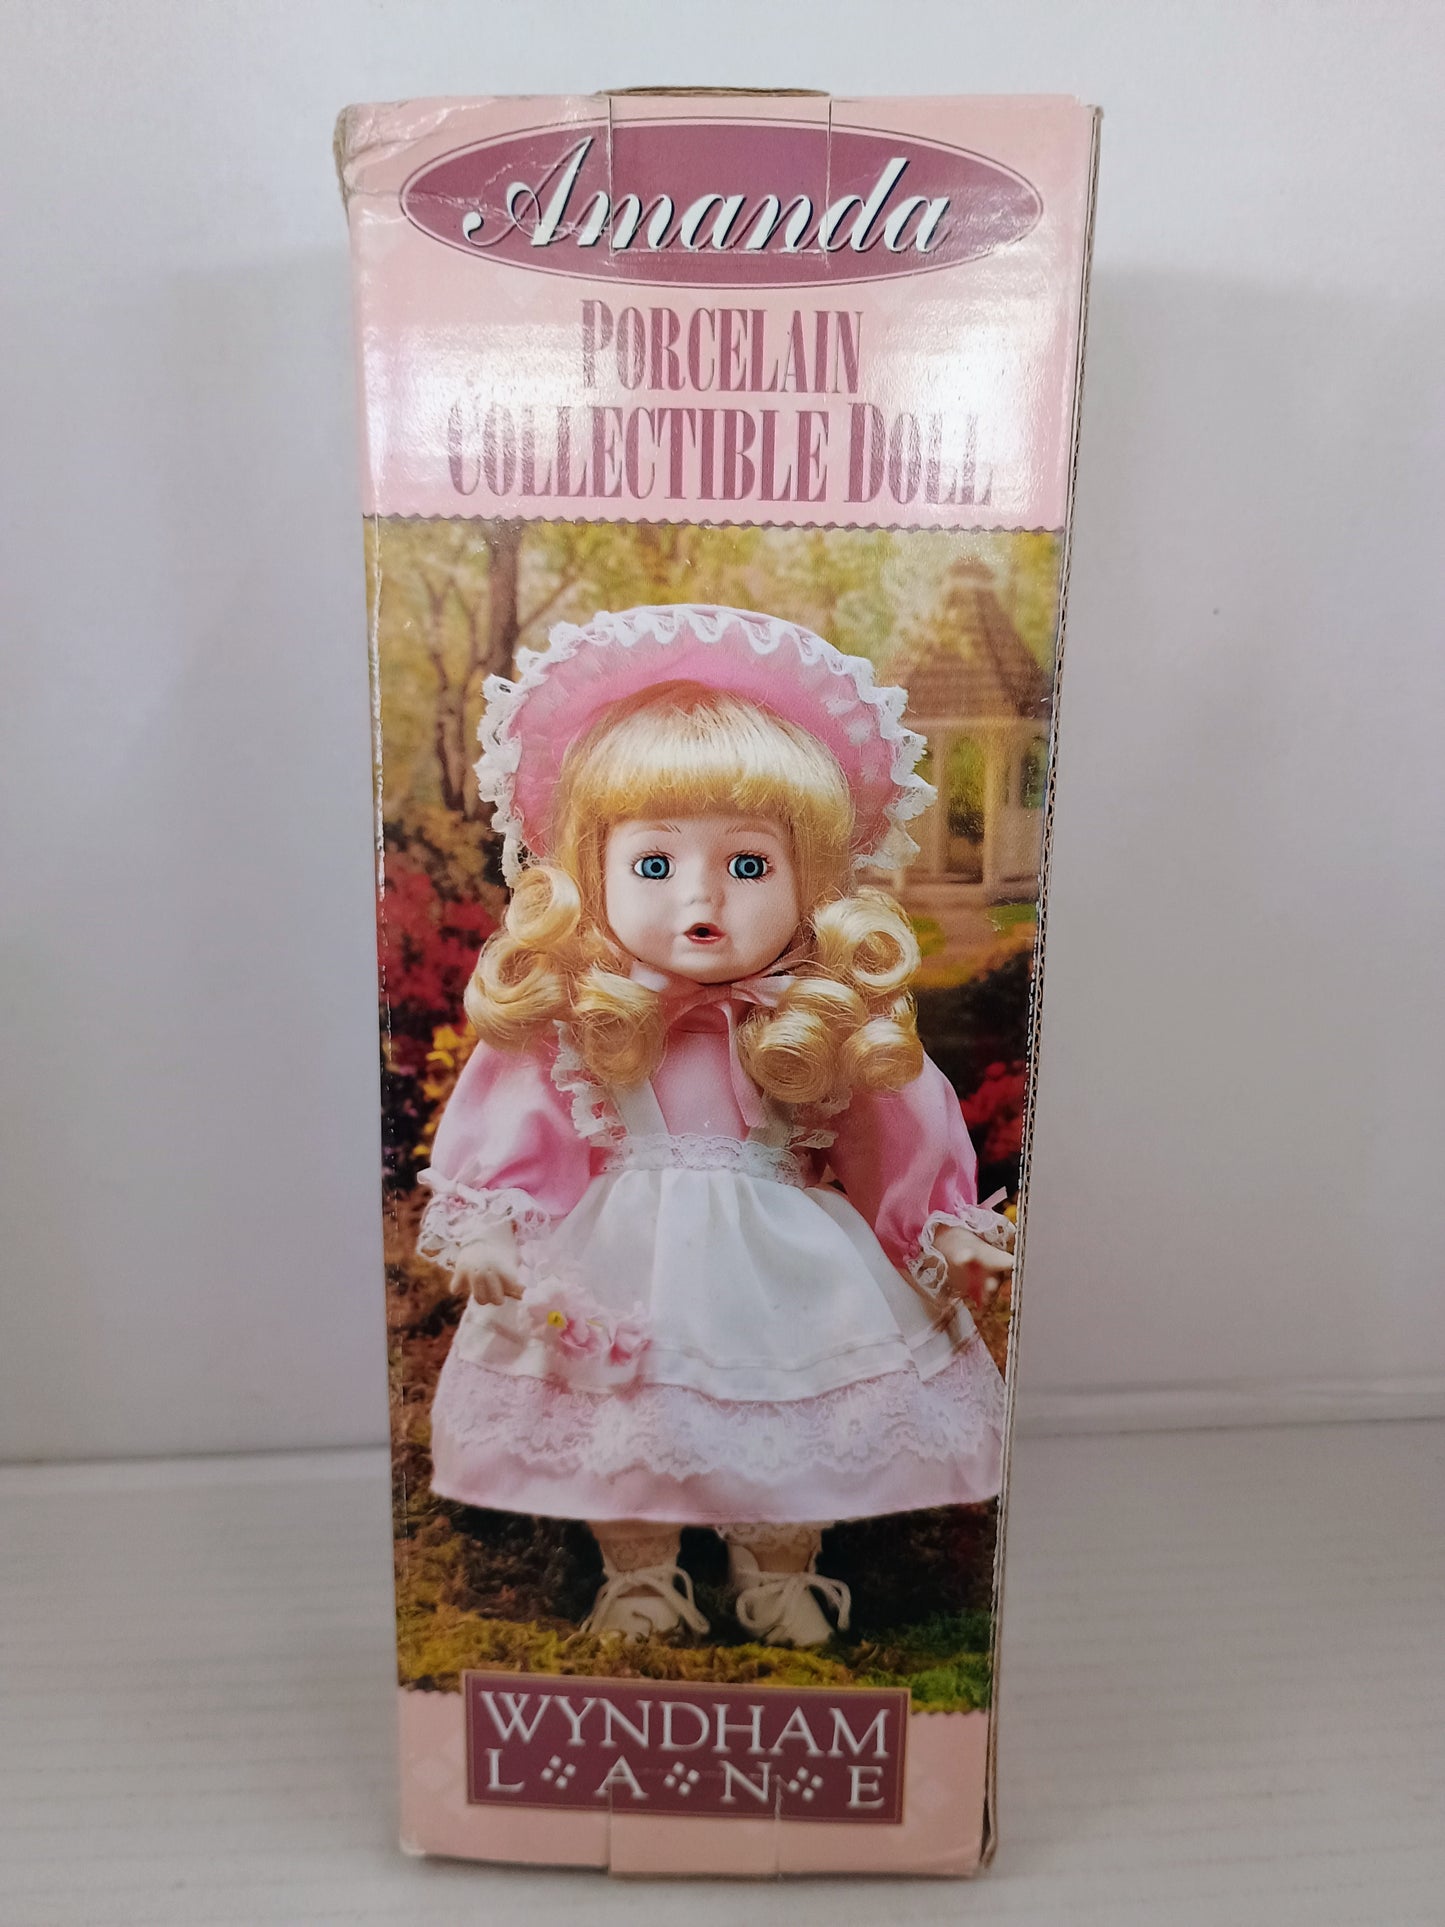 Amanda
PORCELAIN
COLLECTIBLE DOLL
WYNDHAM
LANE